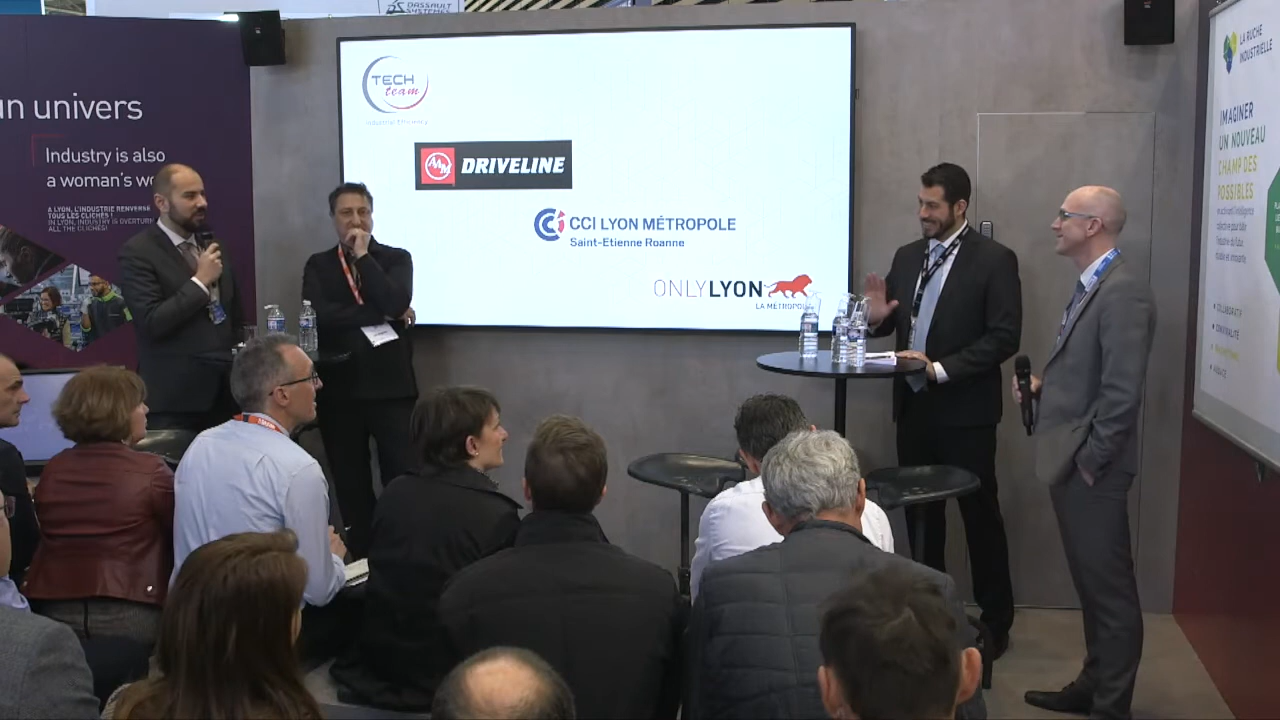 DASSAULT
SYSTEMES
un univers
Industry is also
a woman's wo
A LYON, L'INDUSTRIE RENVERSE
TOUS LES CLICHÉS !
IN LYON, INDUSTRY IS OVERTURN
ALL THE CLICHÉS!
TECH
team
Industrial Efficiency
AAM
DRIVELINE
CCI LYON MÉTROPOLE
Saint-Etienne Roanne
ONLYLYON
LA MÉTROPOLE
LA RUCHE
INDUSTRIELLE
IMAGINER
UN NOUVEAU
CHAMP DES
POSSIBLES